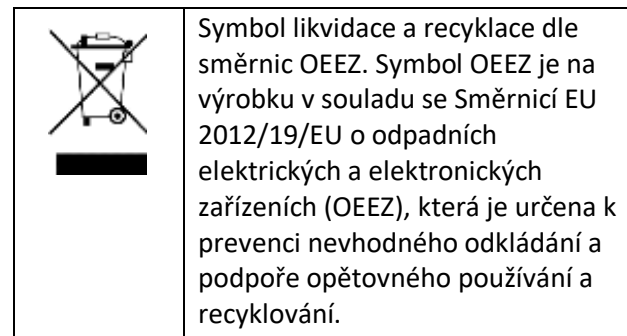 Symbol likvidace a recyklace dle
směrnic OEEZ. Symbol OEEZ je na
výrobku v souladu se Směrnicí EU
2012/19/EU o odpadních
elektrických a elektronických
zařízeních (OEEZ), která je určena k
prevenci nevhodného odkládání a
podpoře opětovného používání a
recyklování.